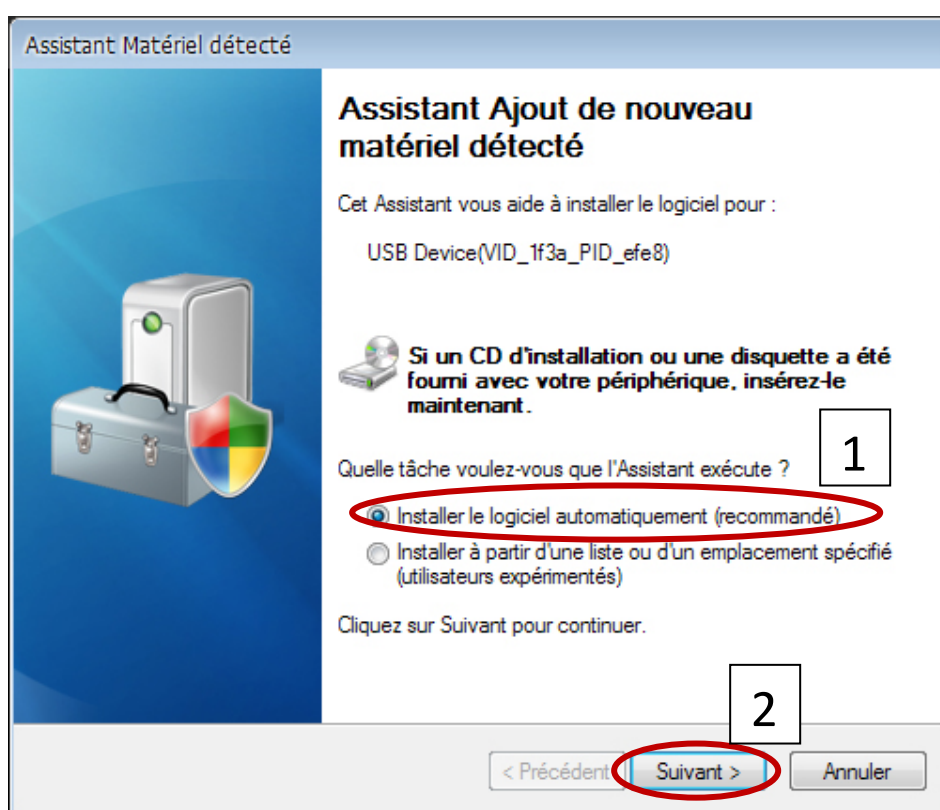 Assistant Matériel détecté
Assistant Ajout de nouveau
matériel détecté
Cet Assistant vous aide à installer le logiciel pour :
USB Device(VID_1f3a_PID_efe8)
Si un CD d'installation ou une disquette a été
fourni avec votre périphérique, insérez-le
maintenant.
1
Quelle tâche voulez-vous que l'Assistant exécute ?
Installer le logiciel automatiquement (recommandé)
Installer à partir d'une liste ou d'un emplacement spécifié
(utilisateurs expérimentés)
Cliquez sur Suivant pour continuer.
2
< Précédent
Suivant >
Annuler